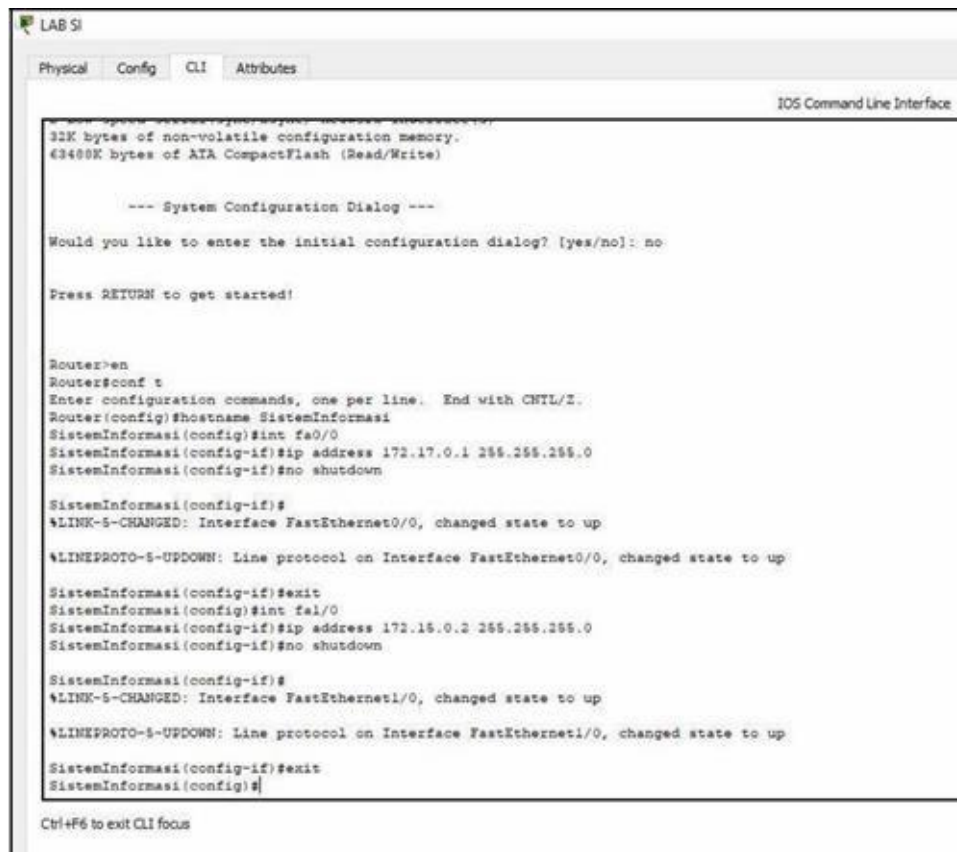 LAB SI
Physical Config CLI Attributes
IOS Command Line Interface
32K bytes of non-volatile configuration memory.
63488K bytes of ATA CompactFlash (Read/Write)
--- System Configuration Dialog ---
Would you like to enter the initial configuration dialog? [yes/no]: no
Press RETURN to get started!
Router>en
Router#conf t
Enter configuration commands, one per line. End with CNTL/Z.
Router(config)#hostname SistemInformasi
SistemInformasi(config)#int fa0/0
SistemInformasi(config-if)#ip address 172.17.0.1 255.255.255.0
SistemInformasi(config-if)#no shutdown
SistemInformasi(config-if)#
%LINK-5-CHANGED: Interface FastEthernet0/0, changed state to up
%LINEPROTO-5-UPDOWN: Line protocol on Interface FastEthernet0/0, changed state to up
SistemInformasi(config-if)#exit
SistemInformasi(config)#int fa1/0
SistemInformasi(config-if)#ip address 172.15.0.2 255.255.255.0
SistemInformasi(config-if)#no shutdown
SistemInformasi(config-if)#
%LINK-5-CHANGED: Interface FastEthernet1/0, changed state to up
%LINEPROTO-5-UPDOWN: Line protocol on Interface FastEthernet1/0, changed state to up
SistemInformasi(config-if)#exit
SistemInformasi(config)#
Ctrl+F6 to exit CLI focus